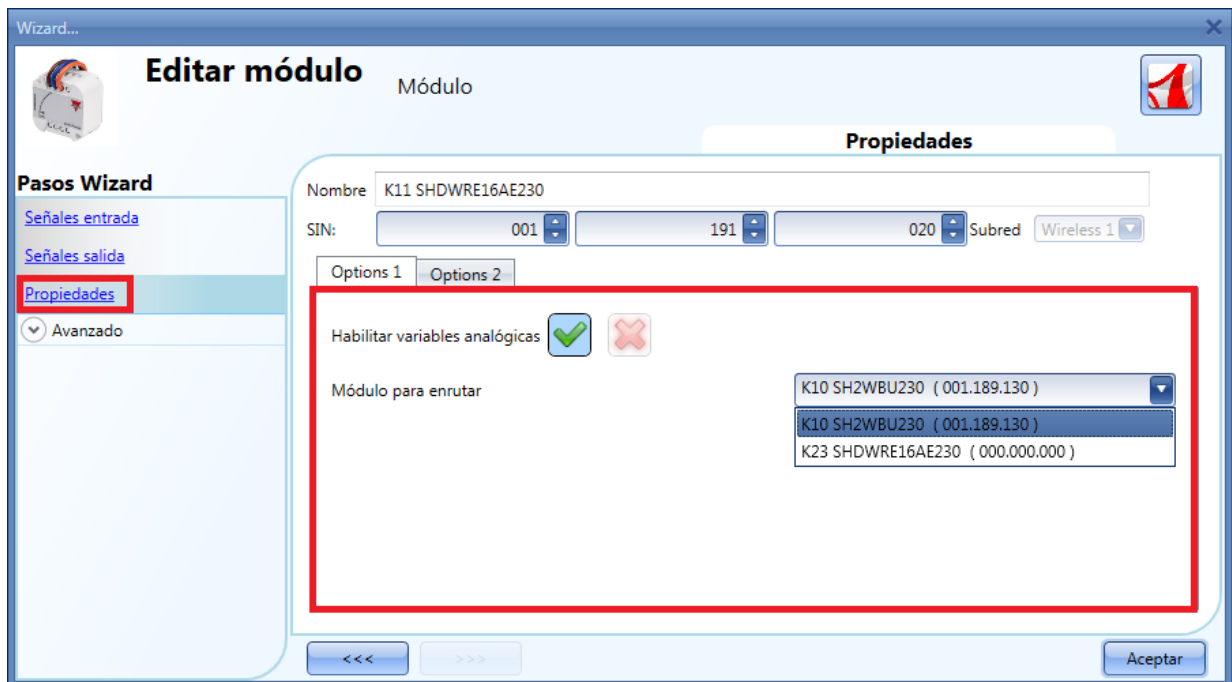 Wizard...
Editar módulo
Módulo
Propiedades
Pasos Wizard
Señales entrada
Señales salida
Propiedades
Avanzado
Nombre K11 SHDWRE16AE230
SIN: 001 191 020 Subred Wireless 1
Options 1 Options 2
Habilitar variables analógicas
Módulo para enrutar K10 SH2WBU230 ( 001.189.130 )
K10 SH2WBU230 ( 001.189.130 )
K23 SHDWRE16AE230 ( 000.000.000 )
<<< >>> Aceptar